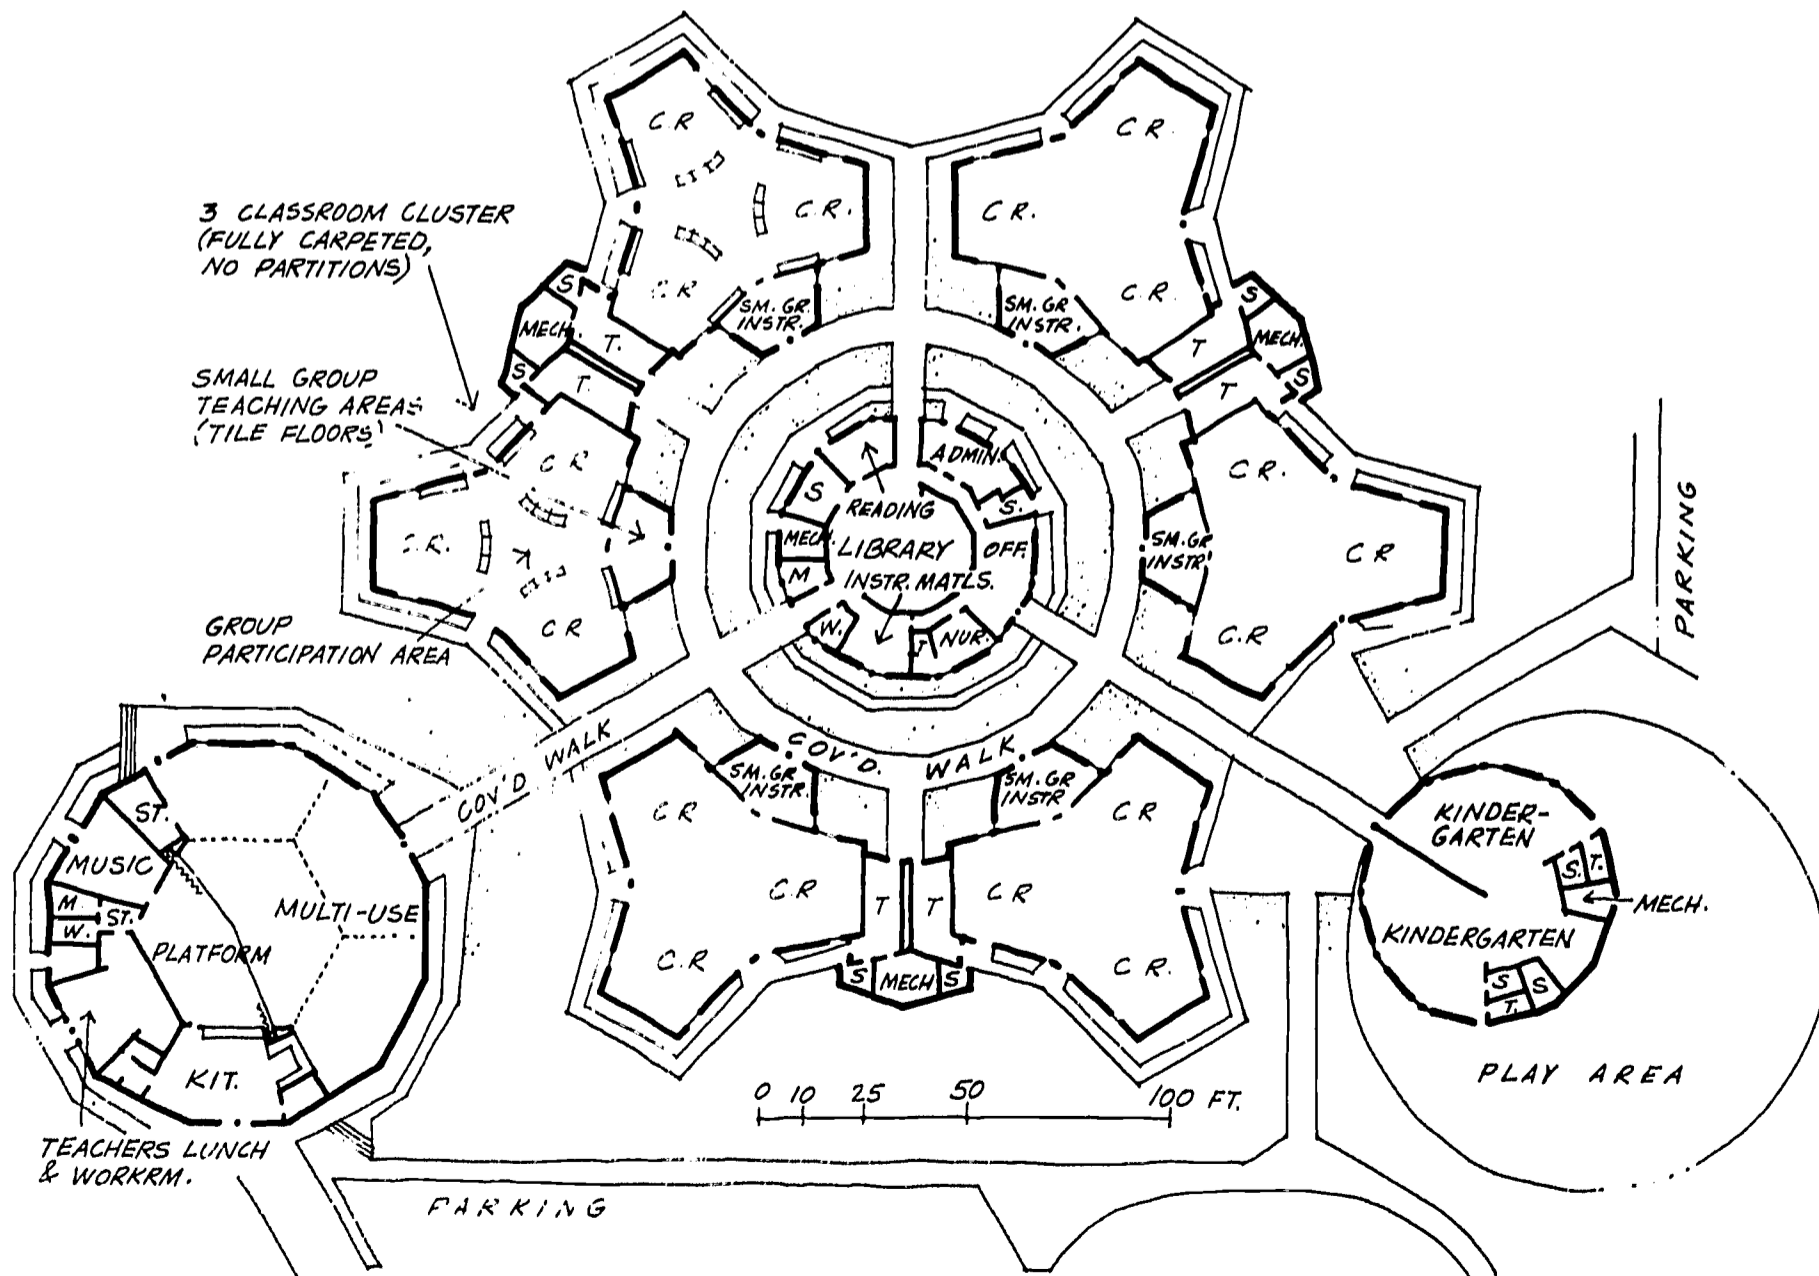 C.R
C.R.
3 CLASSROOM CLUSTER
(FULLY CARPETED,
NO PARTITIONS)
C.R.
C.R.
C.R
SM. GR.
INSTR.
SM. GR
INSTR.
C.R.
S
MECH.
T.
S
T.
S
MECH.
T
S
T
SMALL GROUP
TEACHING AREAS
(TILE FLOORS)
C R
C.R.
C R
GROUP
PARTICIPATION AREA
ADMIN.
S
S.
READING
MECH.
LIBRARY
OFF.
M
INSTR. MATLS.
W.
T
NUR.
C.R.
SM. GR
INSTR.
C R
C.R
PARKING
COV'D WALK
COV'D. WALK
SM. GR
INSTR.
SM. GR
INSTR
C R
C R
C.R
C R
T
T
C.R
C.R.
S
MECH
S
ST.
MUSIC
M
ST.
W.
MULTI-USE
PLATFORM
KIT.
TEACHERS LUNCH
& WORKRM.
KINDER-
GARTEN
S.
T.
MECH.
KINDERGARTEN
S
S
T.
PLAY AREA
0 10 25 50 100 FT.
PARKING